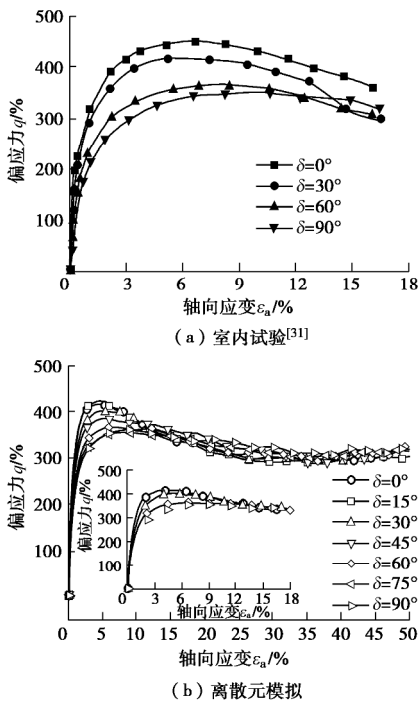 500
400
300
200
100
0
偏应力q/%
δ=0°
δ=30°
δ=60°
δ=90°
0 3 6 9 12 15 18
轴向应变εa/%
(a) 室内试验[31]
500
400
300
200
100
0
偏应力q/%
500
400
300
200
100
0
偏应力q/%
3 6 9 12 15 18
轴向应变εa/%
δ=0°
δ=15°
δ=30°
δ=45°
δ=60°
δ=75°
δ=90°
0 5 10 15 20 25 30 35 40 45 50
轴向应变εa/%
(b) 离散元模拟